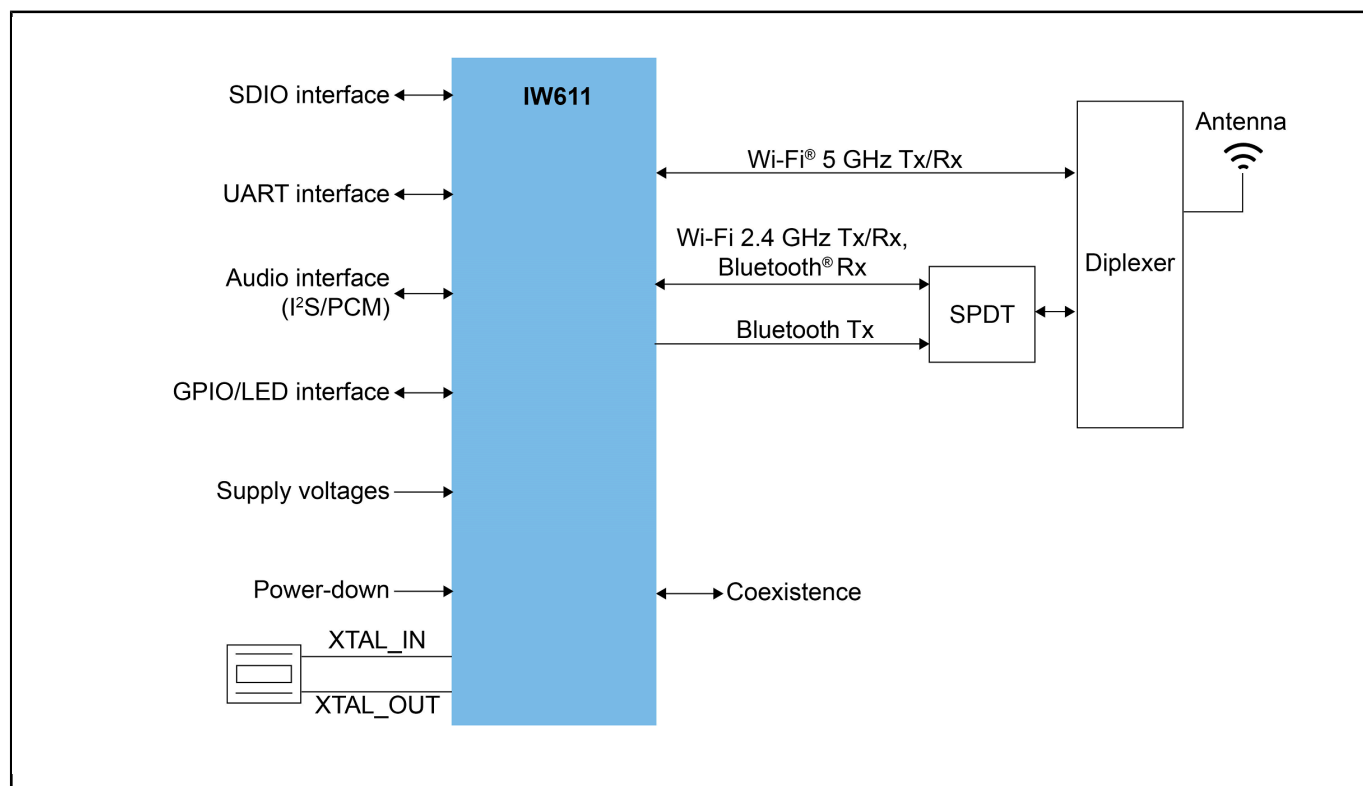 IW611
SDIO interface
UART interface
Audio interface
(I²S/PCM)
GPIO/LED interface
Supply voltages
Power-down
XTAL_IN
XTAL_OUT
Wi-Fi® 5 GHz Tx/Rx
Wi-Fi 2.4 GHz Tx/Rx,
Bluetooth® Rx
Bluetooth Tx
SPDT
Diplexer
Antenna
Coexistence